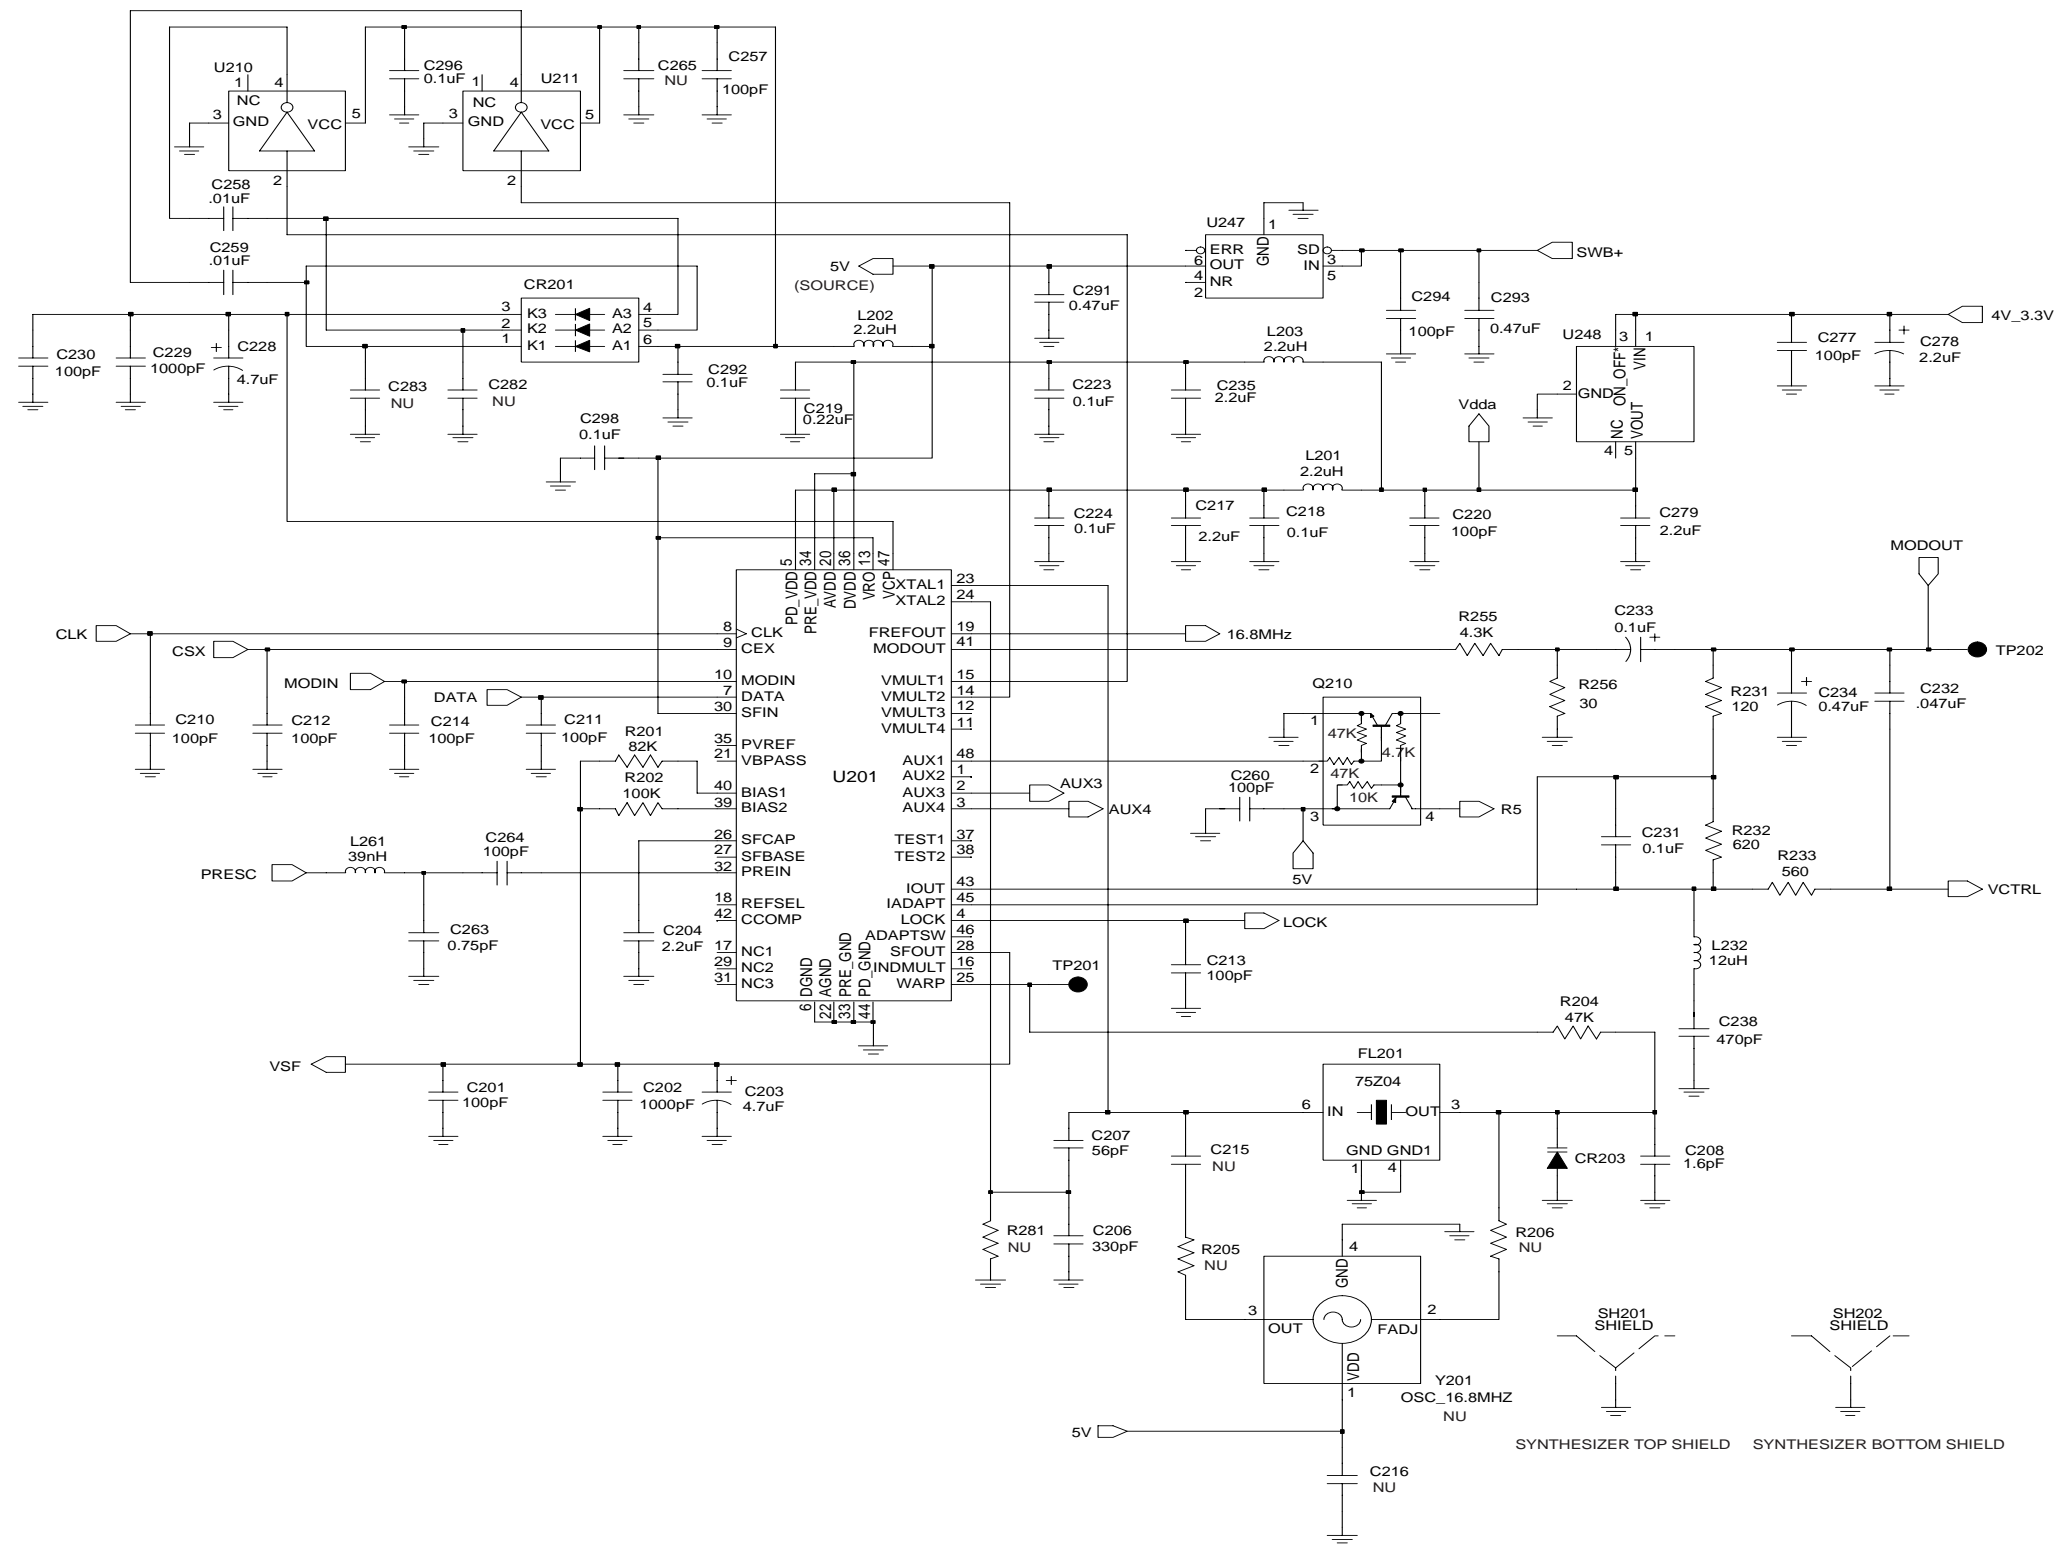 U210
1
4
NC
3
GND
VCC
5
2
C296
0.1uF
U211
1
4
NC
3
GND
VCC
5
2
C265
NU
C257
100pF
C258
.01uF
C259
.01uF
CR201
3
K3
A3
4
2
K2
A2
5
1
K1
A1
6
C230
100pF
C229
1000pF
+
C228
4.7uF
C283
NU
C282
NU
C292
0.1uF
C298
0.1uF
5V
(SOURCE)
L202
2.2uH
C219
0.22uF
C291
0.47uF
U247
1
GND
ERR
6
OUT
4
NR
2
SD
3
IN
5
SWB+
C294
100pF
C293
0.47uF
4V_3.3V
U248
3
1
ON_OFF*
VIN
2
GND
NC
VOUT
4
5
C277
100pF
+
C278
2.2uF
L203
2.2uH
C223
0.1uF
C235
2.2uF
Vdda
L201
2.2uH
C224
0.1uF
C217
2.2uF
C218
0.1uF
C220
100pF
C279
2.2uF
5
34
20
36
13
47
PD_VDD
PRE_VDD
AVDD
DVDD
VRO
VCP
XTAL1
23
XTAL2
24
CLK
8
CLK
CSX
9
CEX
MODIN
10
MODIN
DATA
7
DATA
30
SFIN
35
PVREF
21
VBPASS
40
BIAS1
39
BIAS2
26
SFCAP
27
SFBASE
32
PREIN
18
REFSEL
42
CCOMP
17
NC1
29
NC2
31
NC3
U201
FREFOUT
19
16.8MHz
MODOUT
41
VMULT1
15
VMULT2
14
VMULT3
12
VMULT4
11
AUX1
48
AUX2
1
AUX3
2
AUX3
AUX4
3
AUX4
TEST1
37
TEST2
38
IOUT
43
IADAPT
45
LOCK
4
LOCK
ADAPTSW
46
SFOUT
28
INDMULT
16
WARP
25
DGND
AGND
PRE_GND
PD_GND
6
22
33
44
C210
100pF
C212
100pF
C214
100pF
C211
100pF
R201
82K
R202
100K
PRESC
L261
39nH
C264
100pF
C263
0.75pF
C204
2.2uF
VSF
C201
100pF
C202
1000pF
+
C203
4.7uF
MODOUT
R255
4.3K
C233
0.1uF
+
TP202
R256
30
R231
120
+
C234
0.47uF
C232
.047uF
Q210
1
47K
4.7K
2
47K
10K
3
4
R5
C260
100pF
5V
C231
0.1uF
R232
620
R233
560
VCTRL
C213
100pF
TP201
L232
12uH
C238
470pF
R204
47K
FL201
75Z04
6
IN
OUT
3
GND
GND1
1
4
C207
56pF
C215
NU
CR203
C208
1.6pF
R281
NU
C206
330pF
R205
NU
R206
NU
4
GND
3
OUT
2
FADJ
VDD
1
Y201
OSC_16.8MHZ
NU
5V
C216
NU
SH201
SHIELD
SH202
SHIELD
SYNTHESIZER TOP SHIELD
SYNTHESIZER BOTTOM SHIELD